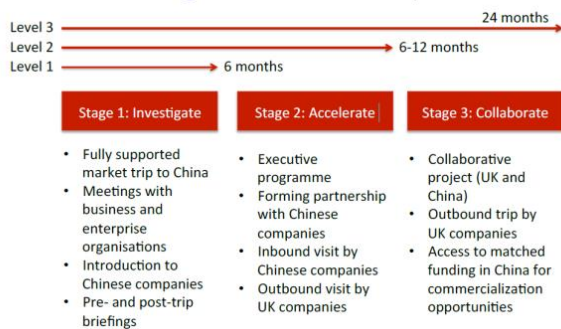 24 months
Level 3
Level 2
6-12 months
Level 1
6 months
Stage 1: Investigate
Stage 2: Accelerate
Stage 3: Collaborate
• Fully supported
market trip to China
• Meetings with
business and
enterprise
organisations
• Introduction to
Chinese companies
• Pre- and post-trip
briefings
• Executive
programme
• Forming partnership
with Chinese
companies
• Inbound visit by
Chinese companies
• Outbound visit by
UK companies
• Collaborative
project (UK and
China)
• Outbound trip by
UK companies
• Access to matched
funding in China for
commercialization
opportunities